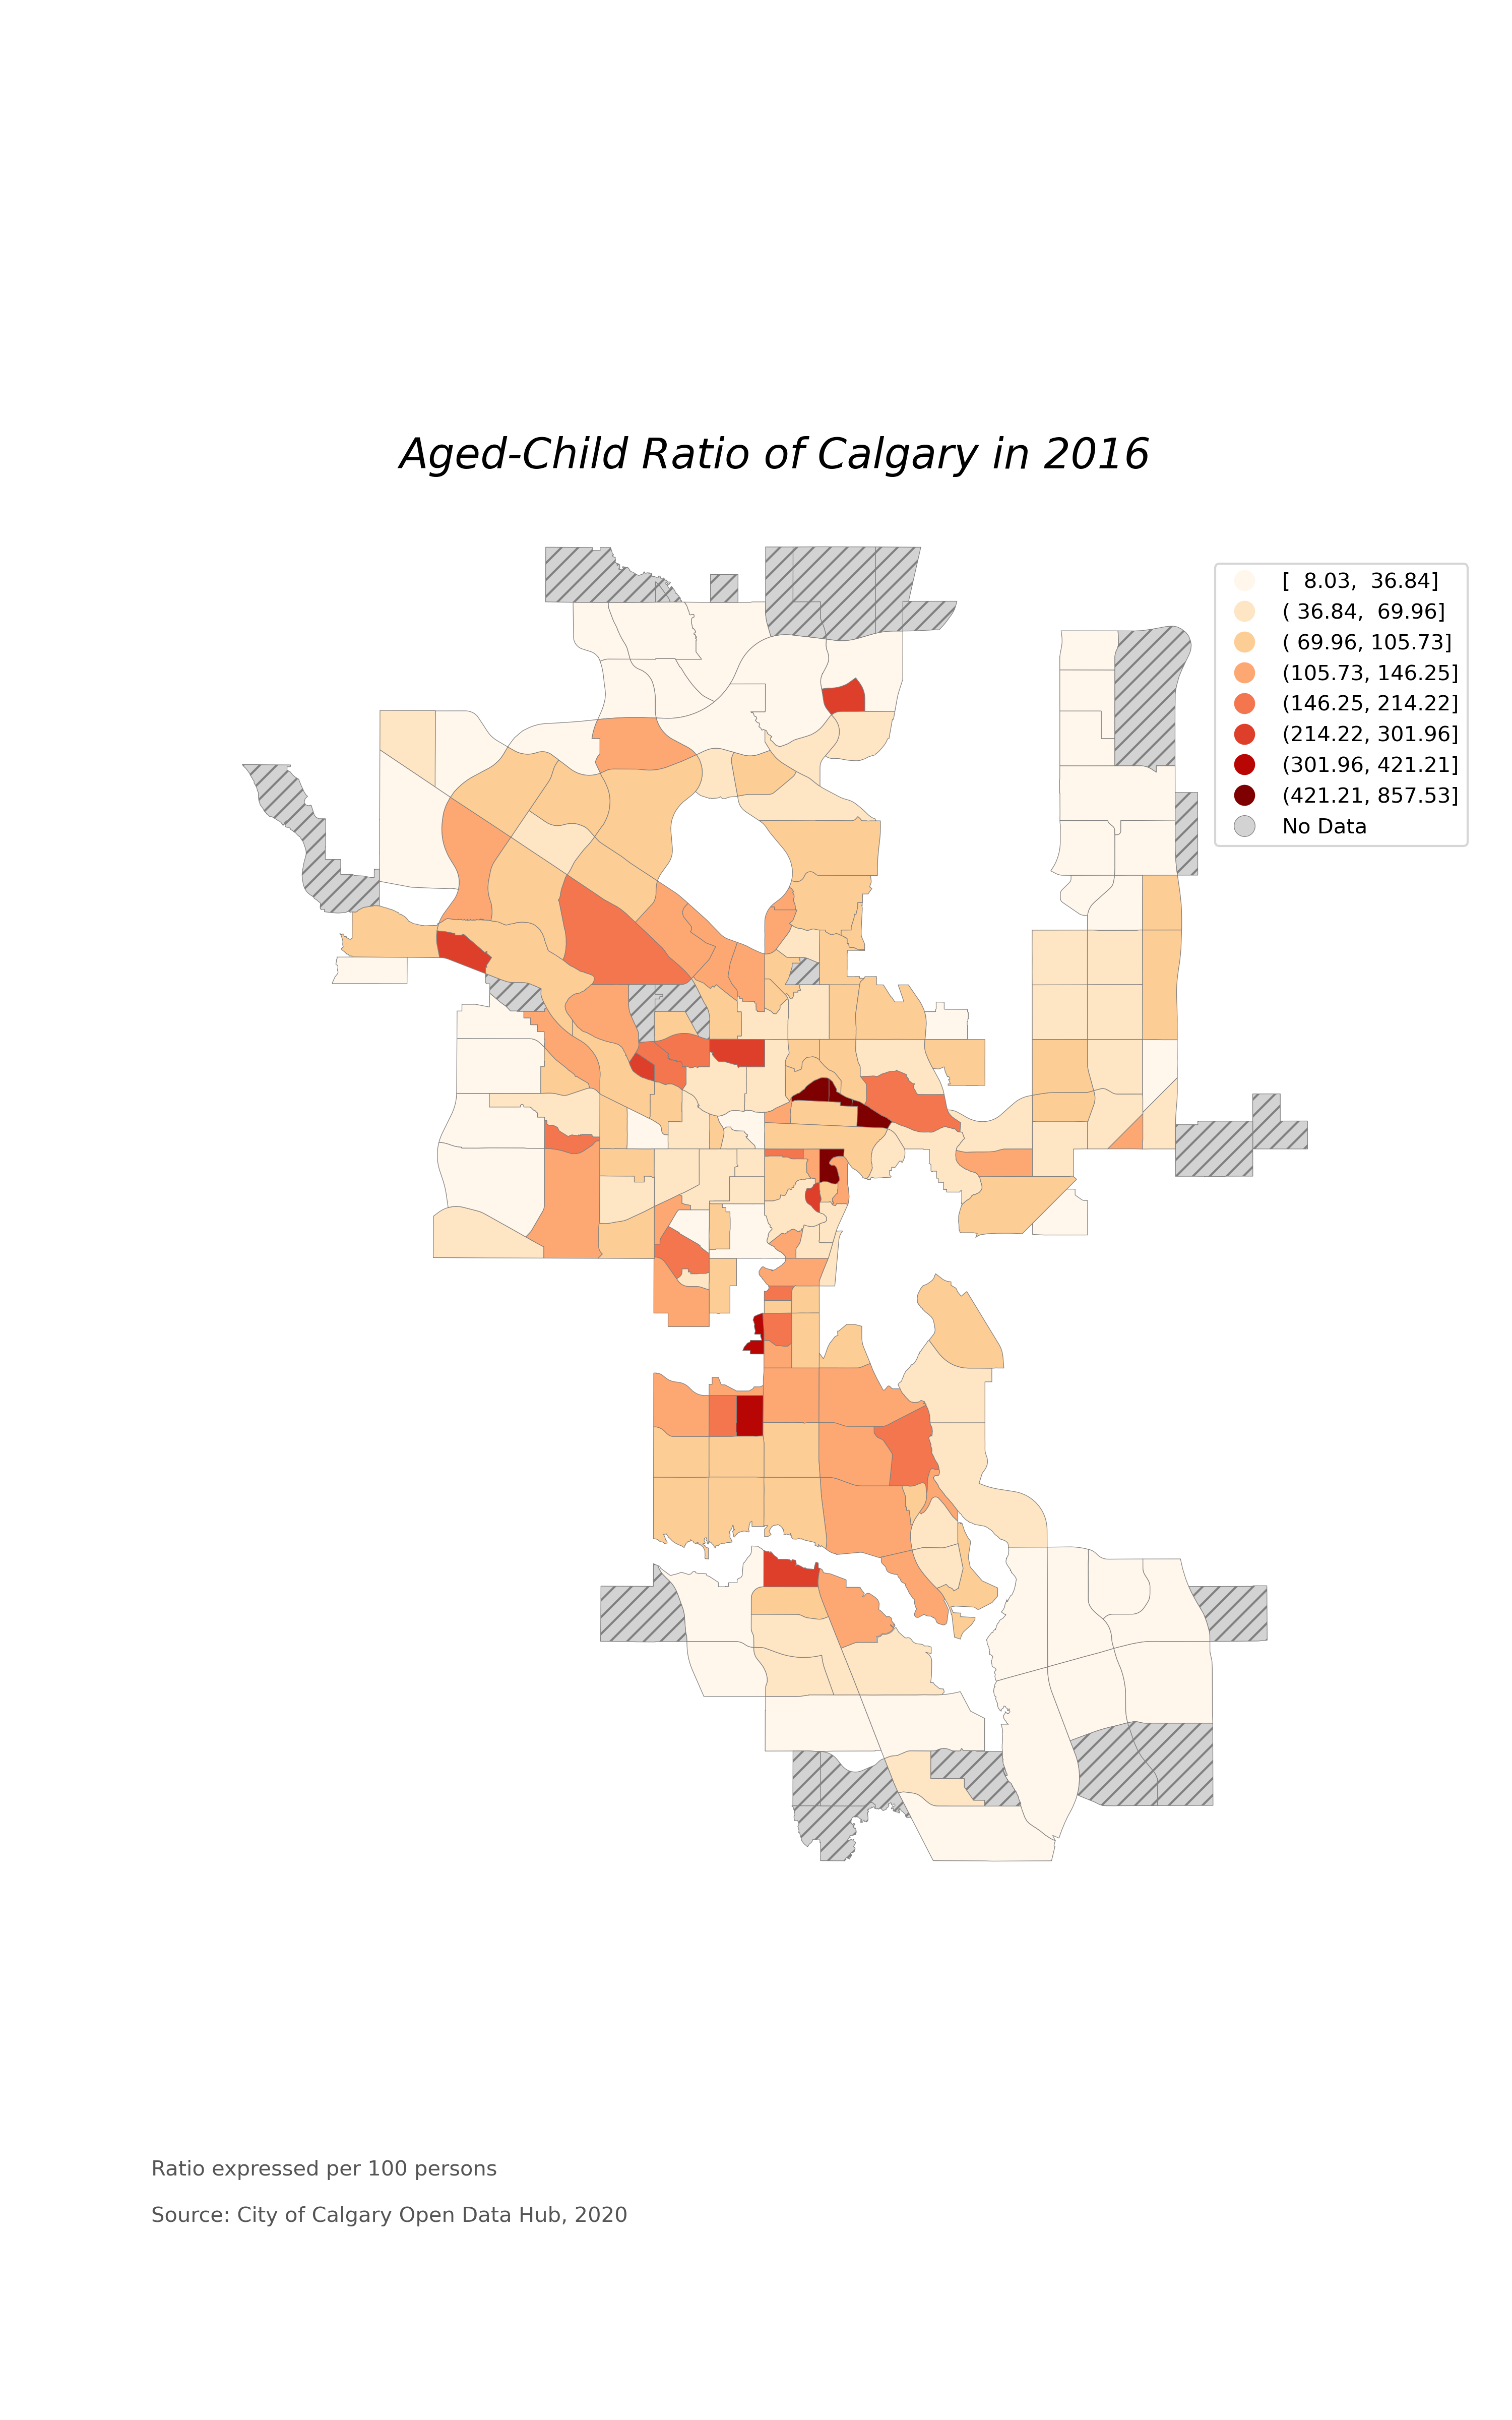 Aged-Child Ratio of Calgary in 2016
[  8.03,  36.84]
( 36.84,  69.96]
( 69.96, 105.73]
(105.73, 146.25]
(146.25, 214.22]
(214.22, 301.96]
(301.96, 421.21]
(421.21, 857.53]
No Data
Ratio expressed per 100 persons
Source: City of Calgary Open Data Hub, 2020